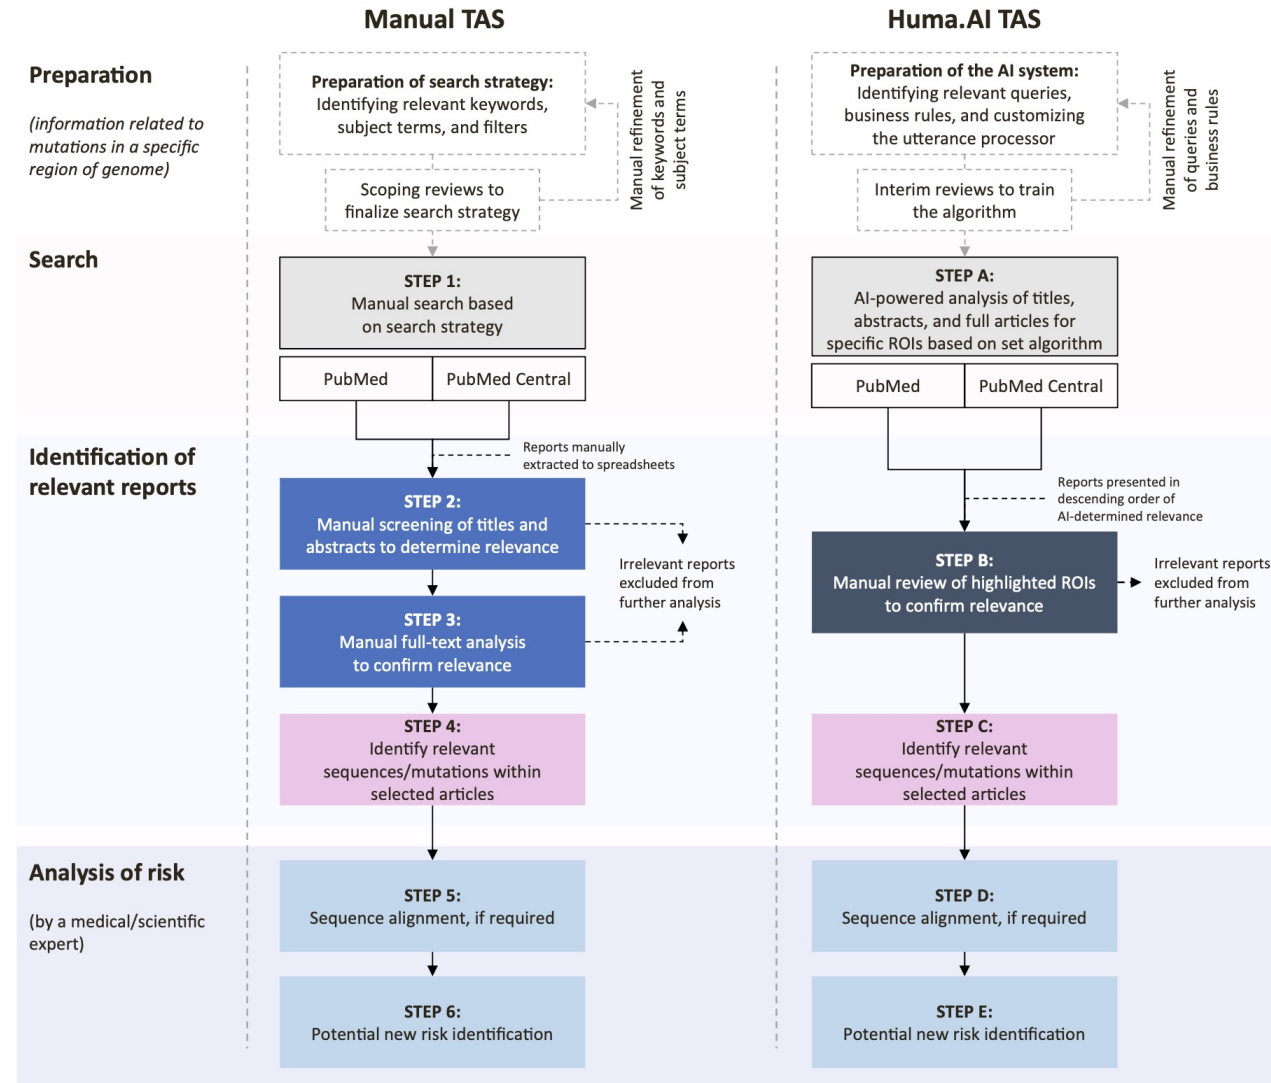 Manual TAS
Huma.AI TAS
Preparation
(information related to
mutations in a specific
region of genome)
Preparation of search strategy:
Identifying relevant keywords,
subject terms, and filters
Scoping reviews to
finalize search strategy
Manual refinement
of keywords and
subject terms
Preparation of the AI system:
Identifying relevant queries,
business rules, and customizing
the utterance processor
Interim reviews to train
the algorithm
Manual refinement
of queries and
business rules
Search
STEP 1:
Manual search based
on search strategy
PubMed
PubMed Central
STEP A:
AI-powered analysis of titles,
abstracts, and full articles for
specific ROIs based on set algorithm
PubMed
PubMed Central
Identification of
relevant reports
Reports manually
extracted to spreadsheets
STEP 2:
Manual screening of titles and
abstracts to determine relevance
Irrelevant reports
excluded from
further analysis
STEP 3:
Manual full-text analysis
to confirm relevance
STEP 4:
Identify relevant
sequences/mutations within
selected articles
Reports presented in
descending order of
AI-determined relevance
STEP B:
Manual review of highlighted ROIs
to confirm relevance
Irrelevant reports
excluded from
further analysis
STEP C:
Identify relevant
sequences/mutations within
selected articles
Analysis of risk
(by a medical/scientific
expert)
STEP 5:
Sequence alignment, if required
STEP 6:
Potential new risk identification
STEP D:
Sequence alignment, if required
STEP E:
Potential new risk identification